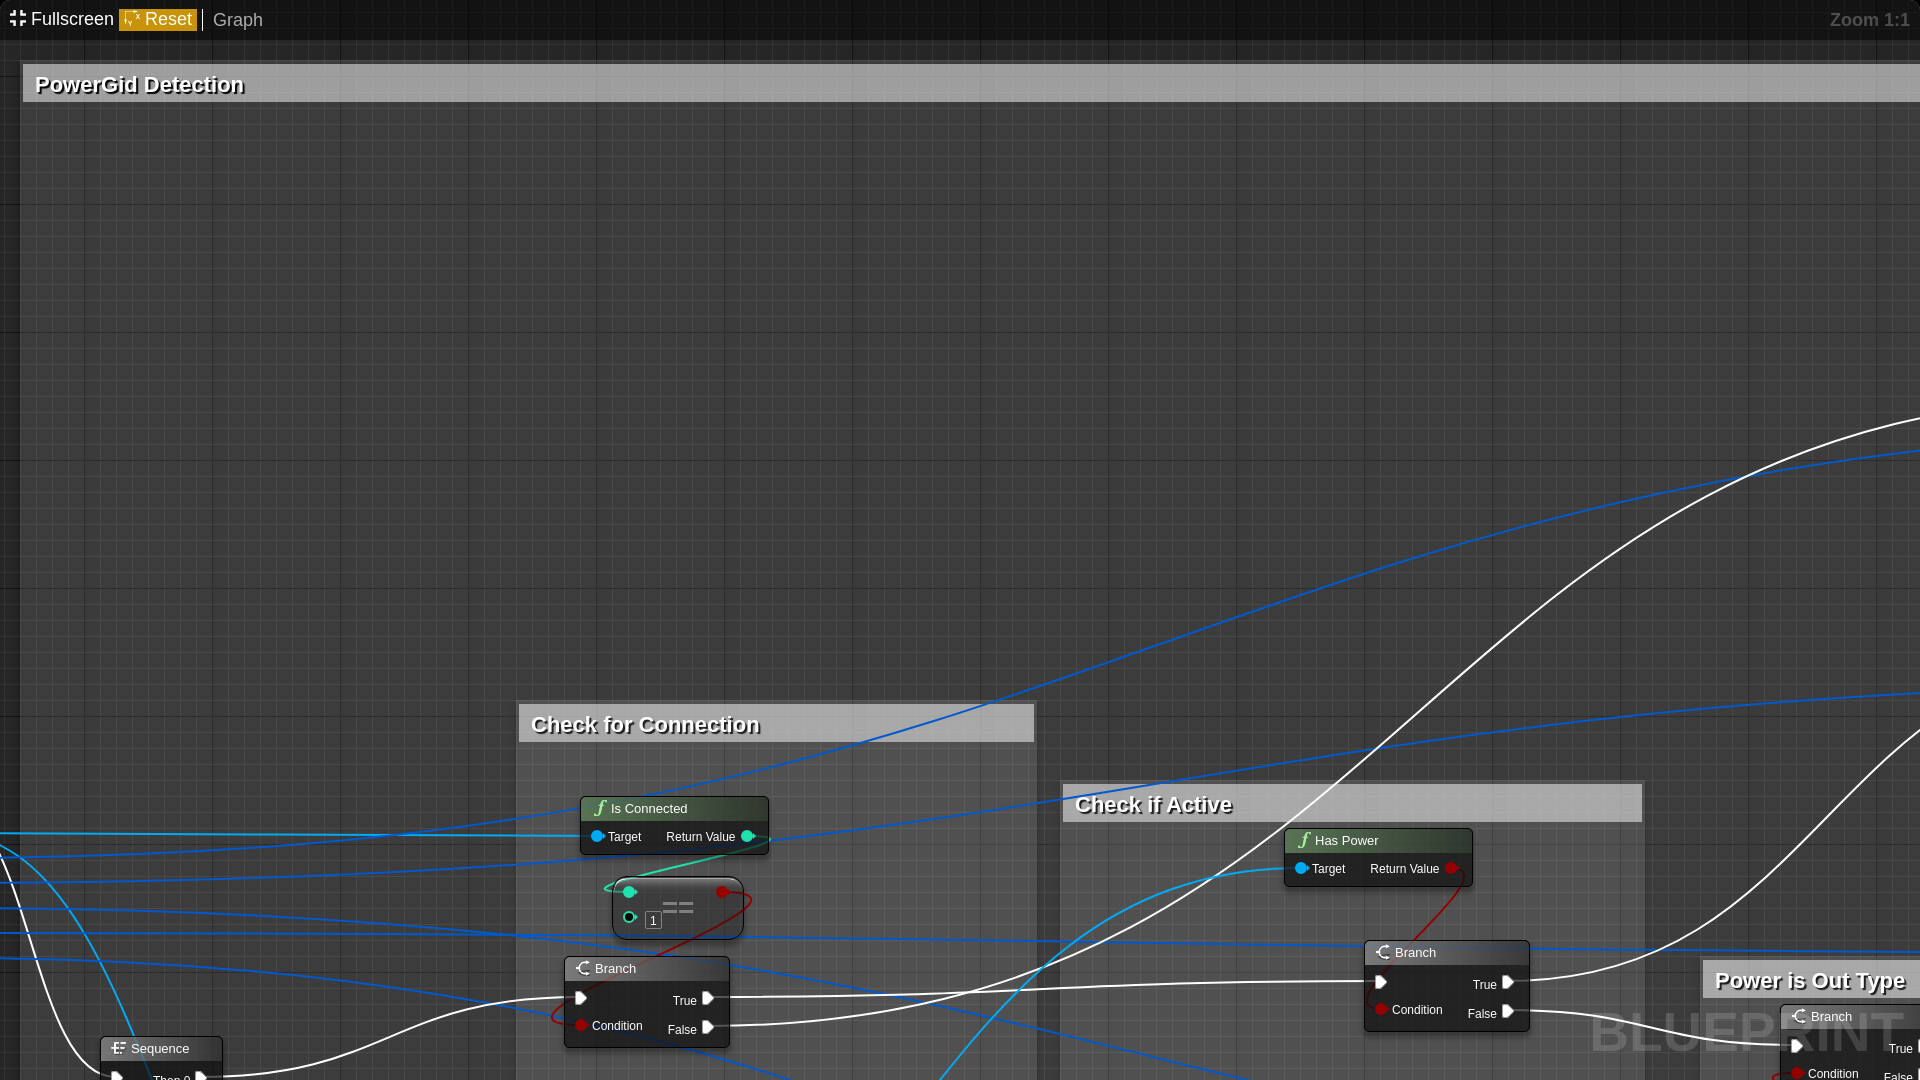 Fullscreen Reset Graph Zoom 1:1
PowerGid Detection
Check for Connection
Is Connected
Target Return Value
1
==
Branch
True
Condition False
Check if Active
Has Power
Target Return Value
Branch
True
Condition False
Power is Out Type
Branch
True
Condition False
BLUEPRINT
Sequence
Then 0